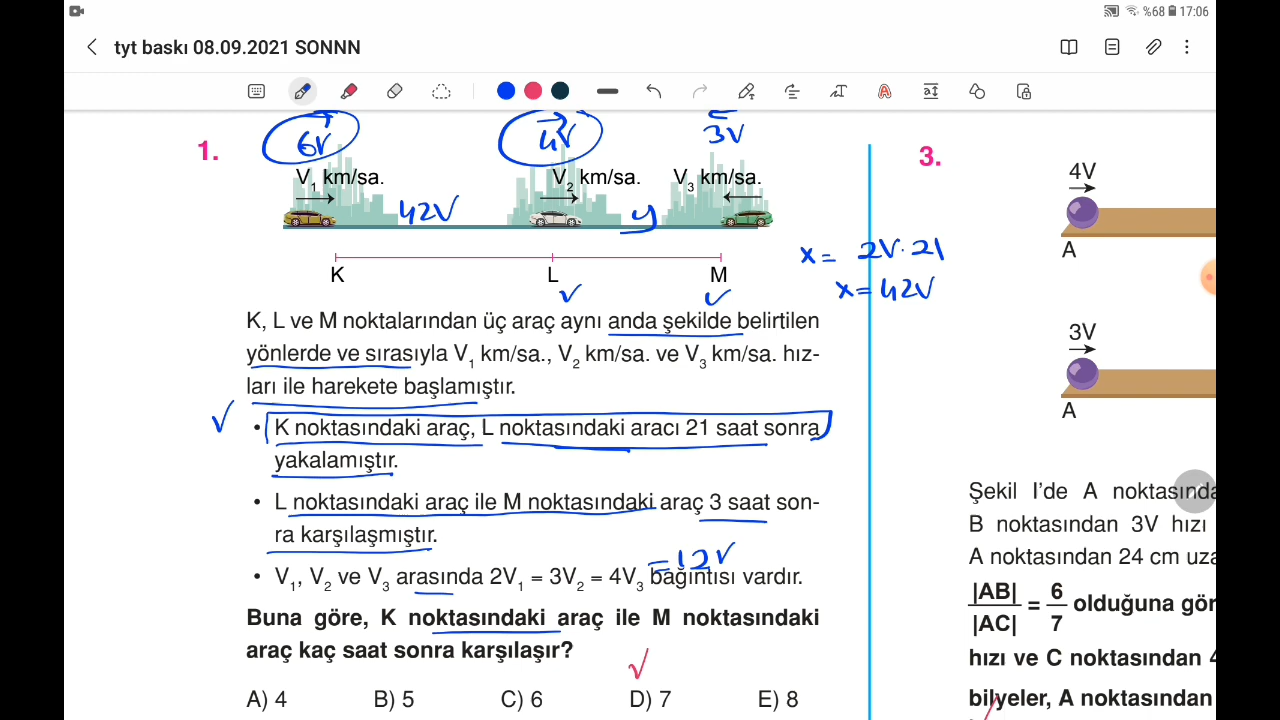 %68 17:06
tyt baskı 08.09.2021 SONNN
1.
6V
4V
3V
V1 km/sa.
V2 km/sa.
V3 km/sa.
42V
y
K
L
M
x = 2V.21
x = 42V
K, L ve M noktalarından üç araç aynı anda şekilde belirtilen
yönlerde ve sırasıyla V1 km/sa., V2 km/sa. ve V3 km/sa. hız-
ları ile harekete başlamıştır.
• K noktasındaki araç, L noktasındaki aracı 21 saat sonra
yakalamıştır.
• L noktasındaki araç ile M noktasındaki araç 3 saat son-
ra karşılaşmıştır.
= 12V
• V1, V2 ve V3 arasında 2V1 = 3V2 = 4V3 bağıntısı vardır.
Buna göre, K noktasındaki araç ile M noktasındaki
araç kaç saat sonra karşılaşır?
A) 4 B) 5 C) 6 D) 7 E) 8
3.
4V
A
3V
A
Şekil I'de A noktasında
B noktasından 3V hızı
A noktasından 24 cm uza
|AB|/|AC| = 6/7 olduğuna gör
hızı ve C noktasından 4
bilyeler, A noktasından